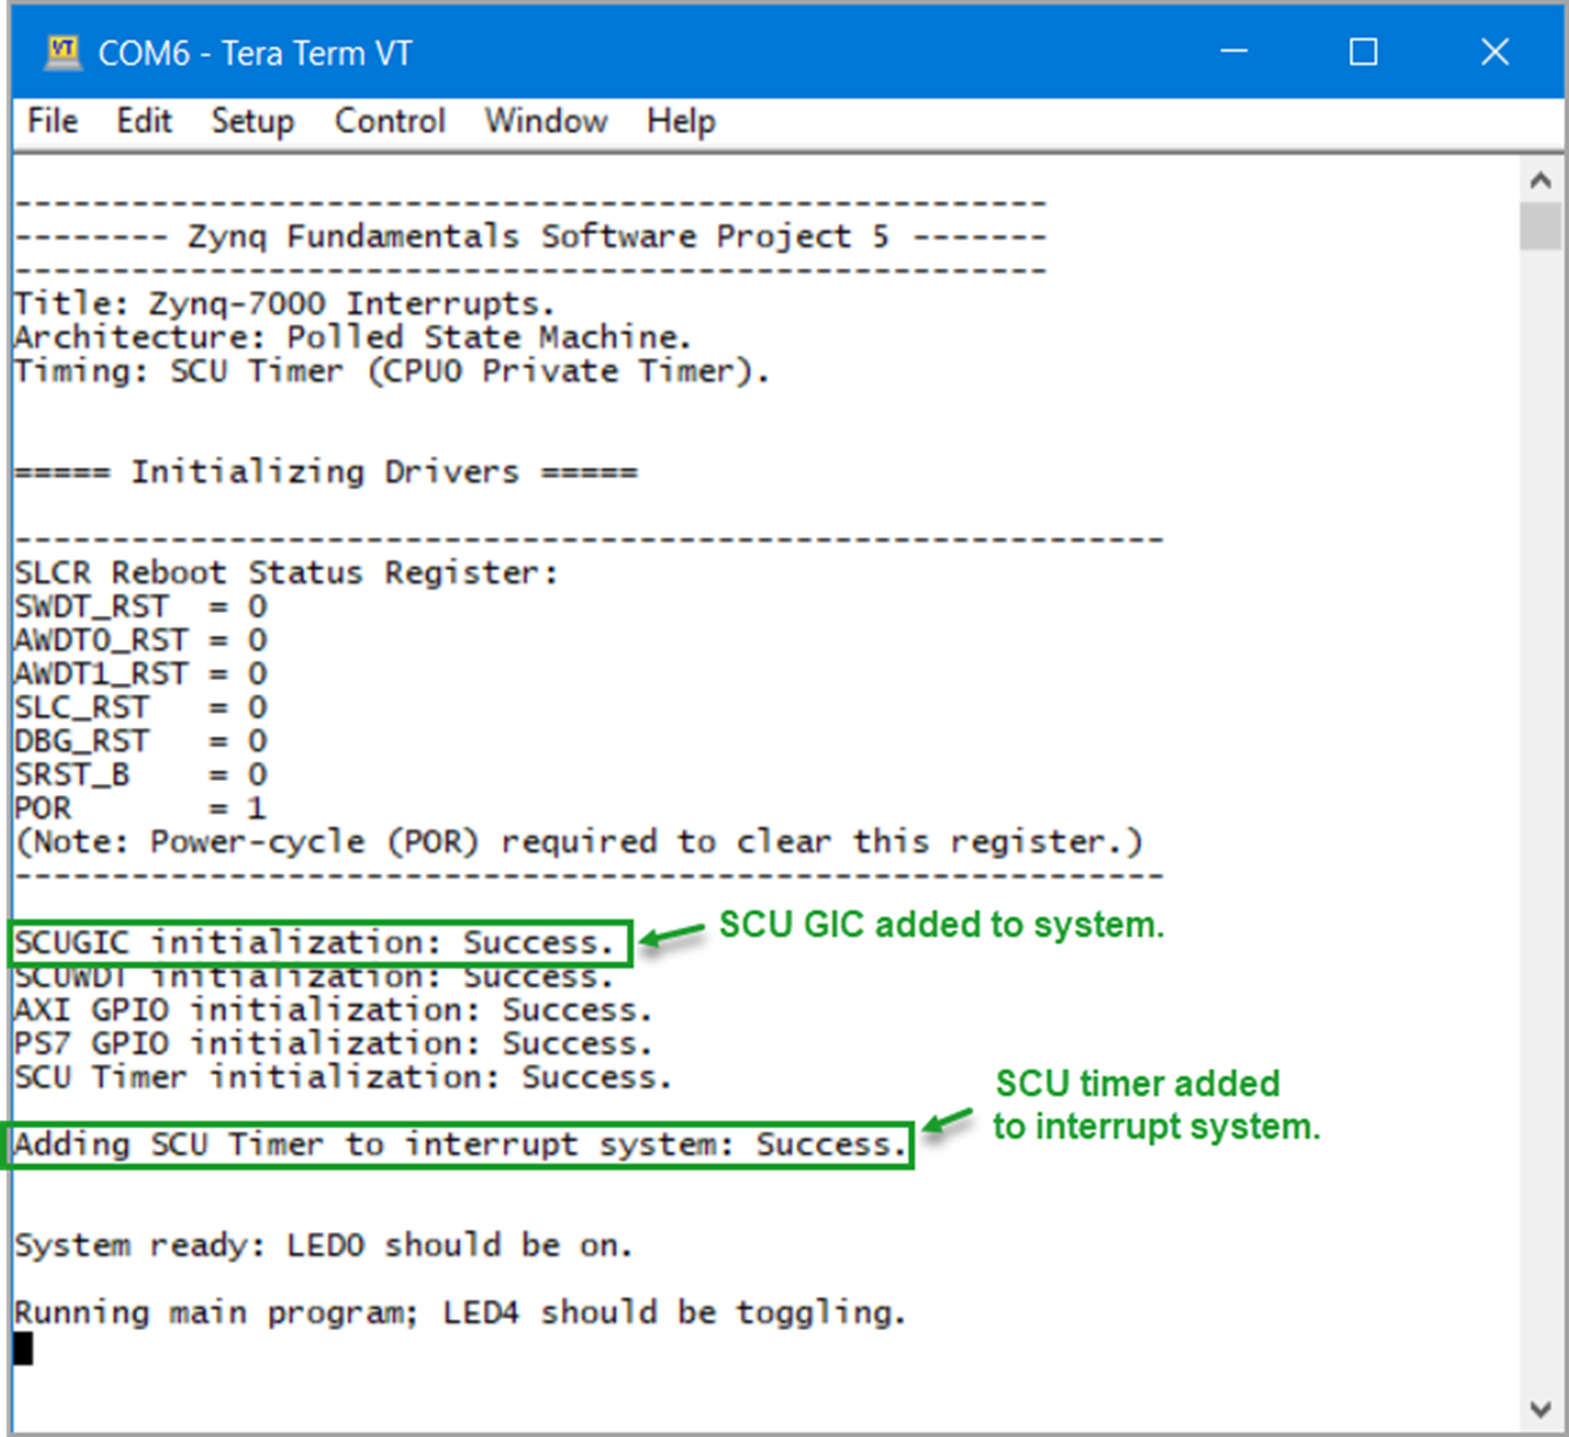 COM6 - Tera Term VT
File Edit Setup Control Window Help
------------------------------------------------------
-------- Zynq Fundamentals Software Project 5 -------
------------------------------------------------------
Title: Zynq-7000 Interrupts.
Architecture: Polled State Machine.
Timing: SCU Timer (CPU0 Private Timer).
===== Initializing Drivers =====
------------------------------------------------------------
SLCR Reboot Status Register:
SWDT_RST  = 0
AWDT0_RST = 0
AWDT1_RST = 0
SLC_RST   = 0
DBG_RST   = 0
SRST_B    = 0
POR       = 1
(Note: Power-cycle (POR) required to clear this register.)
------------------------------------------------------------
SCUGIC initialization: Success.
SCU GIC added to system.
SCUWDT initialization: Success.
AXI GPIO initialization: Success.
PS7 GPIO initialization: Success.
SCU Timer initialization: Success.
SCU timer added
to interrupt system.
Adding SCU Timer to interrupt system: Success.
System ready: LED0 should be on.
Running main program; LED4 should be toggling.